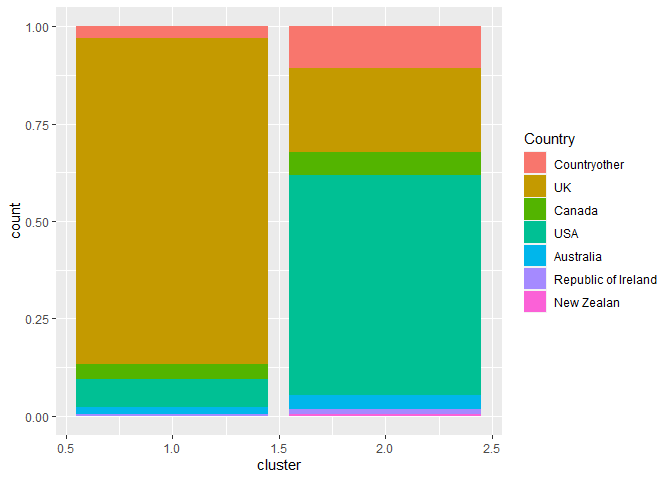 1.00
0.75
0.50
0.25
0.00
count
0.5 1.0 1.5 2.0 2.5
cluster
Country
Countryother
UK
Canada
USA
Australia
Republic of Ireland
New Zealan